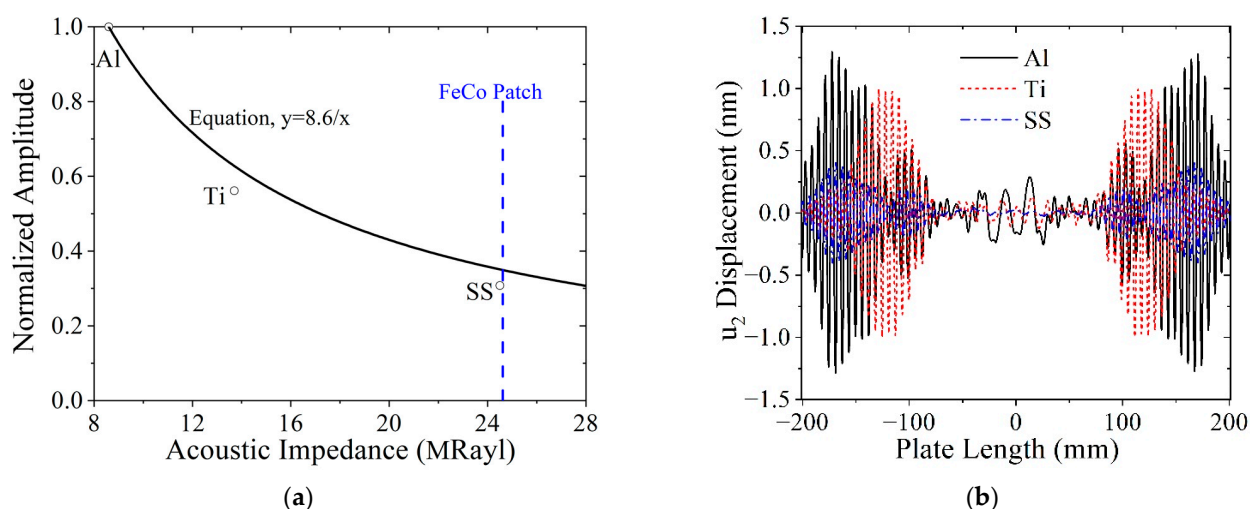 1.0
0.8
0.6
0.4
0.2
0.0
Normalized Amplitude
Al
Equation, y=8.6/x
FeCo Patch
Ti
SS
8 12 16 20 24 28
Acoustic Impedance (MRayl)
(a)
1.5
1.0
0.5
0.0
−0.5
−1.0
−1.5
u₂ Displacement (nm)
Al
Ti
SS
−200 −100 0 100 200
Plate Length (mm)
(b)